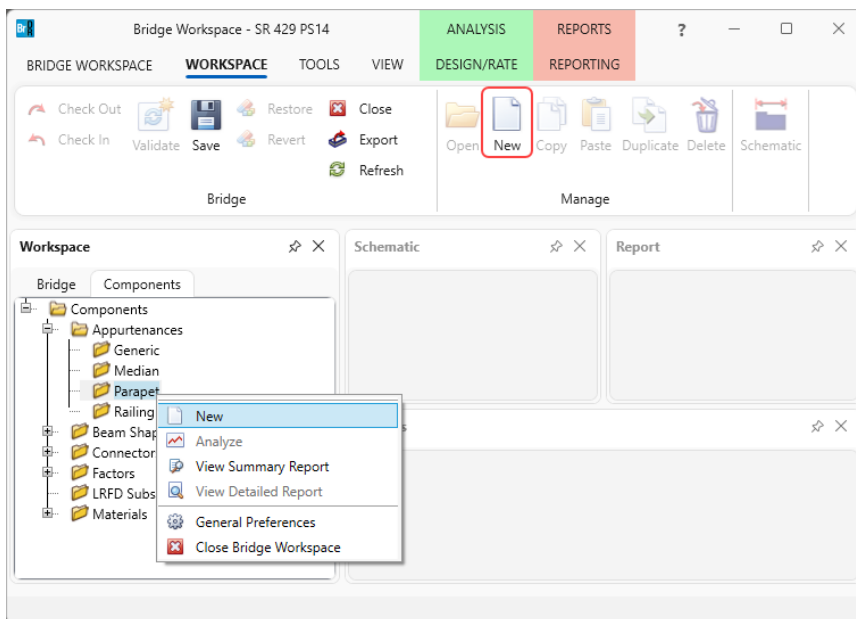 Br DR Bridge Workspace - SR 429 PS14 ANALYSIS REPORTS ?
BRIDGE WORKSPACE WORKSPACE TOOLS VIEW DESIGN/RATE REPORTING
Check Out
Check In
Validate
Save
Restore
Revert
Close
Export
Refresh
Bridge
Open
New
Copy
Paste
Duplicate
Delete
Manage
Schematic
Workspace
Bridge Components
Components
Appurtenances
Generic
Median
Parapet
Railing
Beam Shap
Connector
Factors
LRFD Subs
Materials
New
Analyze
View Summary Report
View Detailed Report
General Preferences
Close Bridge Workspace
Schematic
Report
s